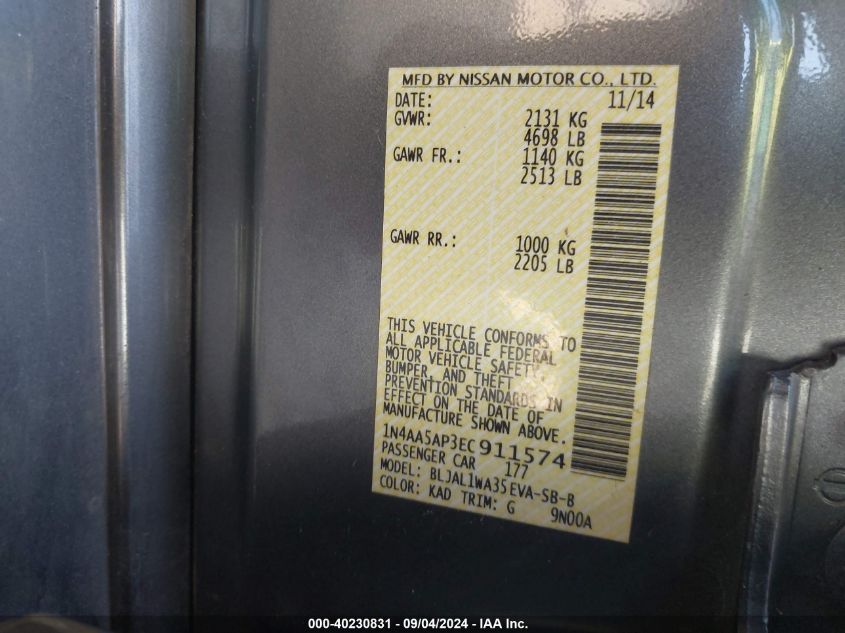 MFD BY NISSAN MOTOR CO., LTD.
DATE: 11/14
GVWR: 2131 KG
4698 LB
GAWR FR.: 1140 KG
2513 LB
GAWR RR.: 1000 KG
2205 LB
THIS VEHICLE CONFORMS TO
ALL APPLICABLE FEDERAL
MOTOR VEHICLE SAFETY,
BUMPER, AND THEFT
PREVENTION STANDARDS IN
EFFECT ON THE DATE OF
MANUFACTURE SHOWN ABOVE.
1N4AA5AP3EC911574
PASSENGER CAR 177
MODEL: BLJAL1WA35EVA-SB-B
COLOR: KAD TRIM: G 9N00A
000-40230831 - 09/04/2024 - IAA Inc.